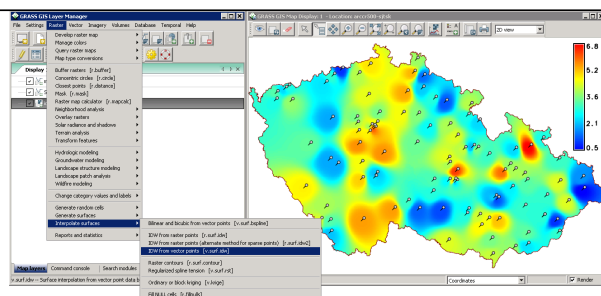 GRASS GIS Layer Manager
File Settings Raster Vector Imagery Volumes Database Temporal Help
Develop raster map
Manage colors
Query raster maps
Map type conversions
Buffer rasters [r.buffer]
Concentric circles [r.circle]
Closest points [r.distance]
Mask [r.mask]
Raster map calculator [r.mapcalc]
Neighborhood analysis
Overlay rasters
Solar radiance and shadows
Terrain analysis
Transform features
Hydrologic modeling
Groundwater modeling
Landscape structure modeling
Landscape patch analysis
Wildfire modeling
Change category values and labels
Generate random cells
Generate surfaces
Interpolate surfaces
Reports and statistics
Bilinear and bicubic from vector points [v.surf.bspline]
IDW from raster points [r.surf.idw]
IDW from raster points (alternate method for sparse points) [r.surf.idw2]
IDW from vector points [v.surf.idw]
Raster contours [r.surf.contour]
Regularized spline tension [v.surf.rst]
Ordinary or block kriging [v.krige]
Fill NULL cells [r.fillnulls]
Display
Map layers Command console Search modules
v.surf.idw -- Surface interpolation from vector point data b
GRASS GIS Map Display: 1 - Location:
2D view
6.8
5.2
3.6
2.1
0.5
Coordinates
Render